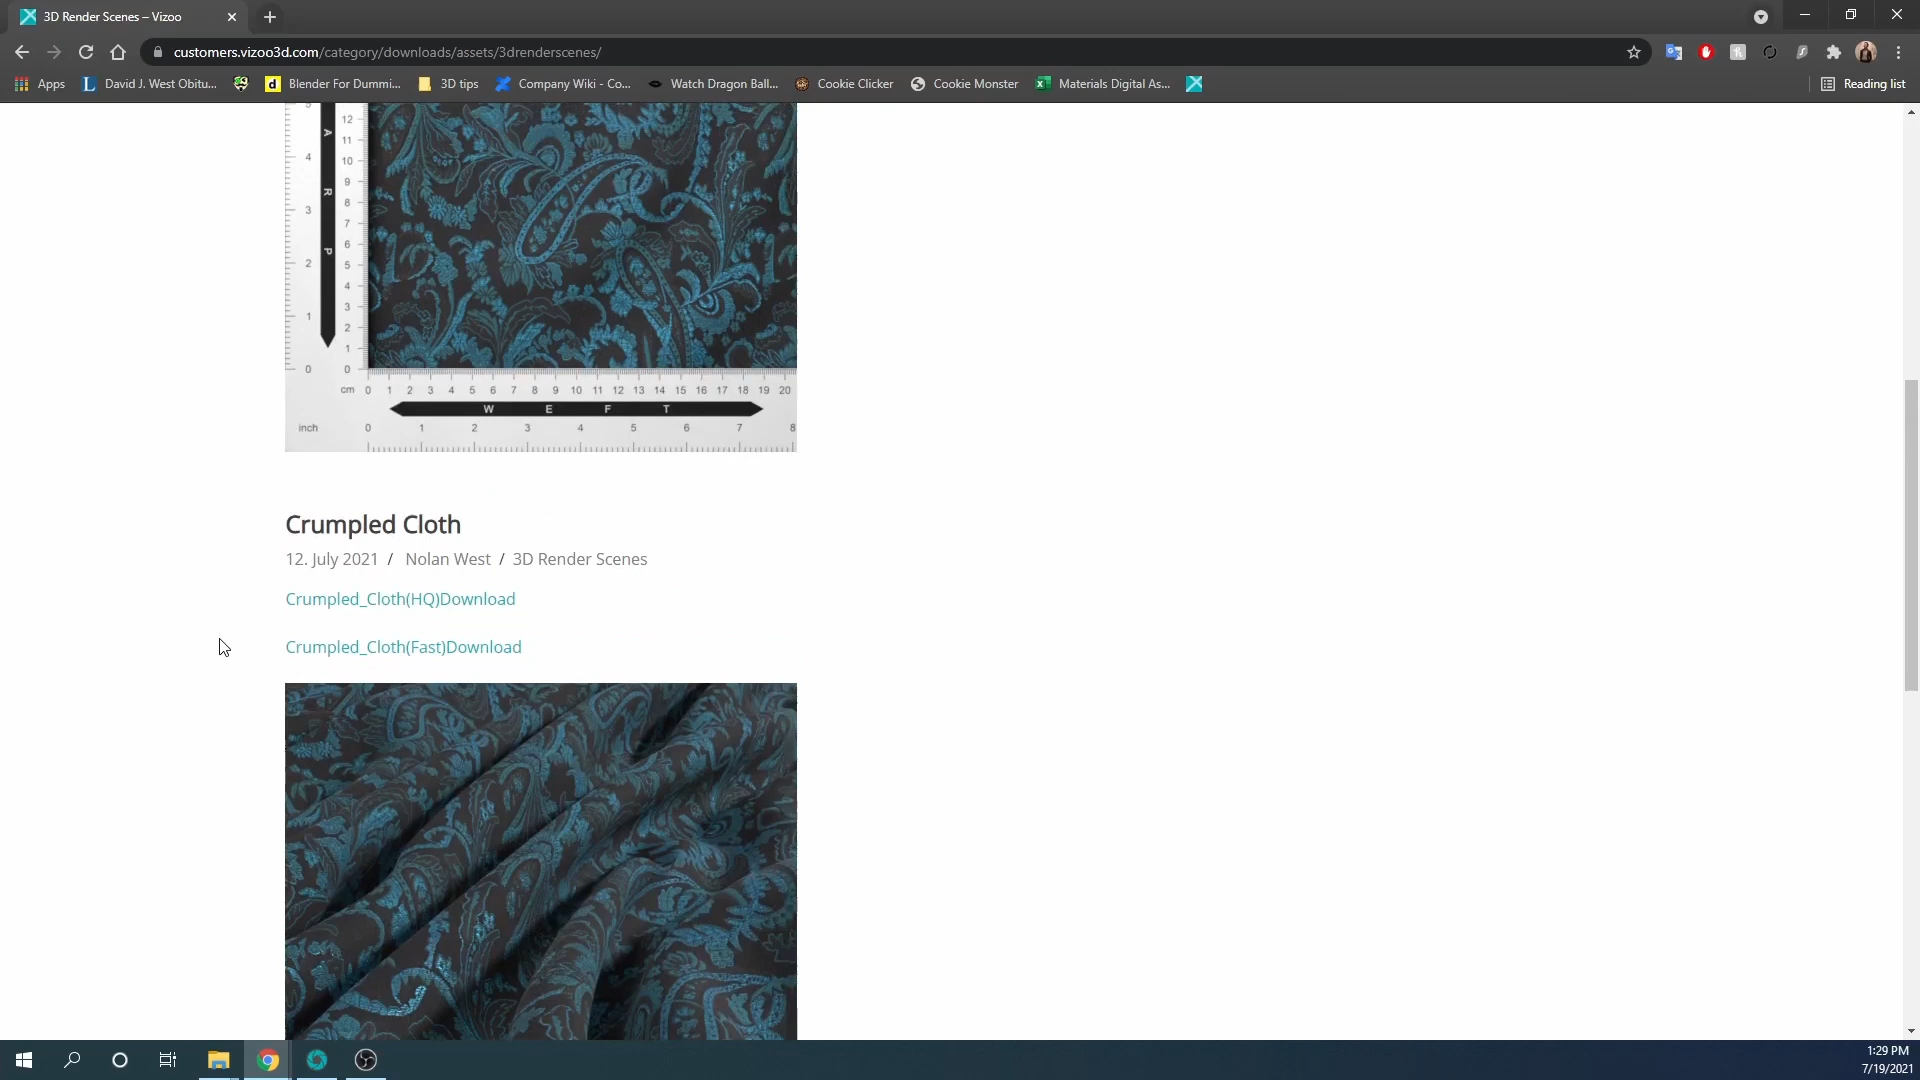 3D Render Scenes – Vizoo
customers.vizoo3d.com/category/downloads/assets/3drenderscenes/
Apps
David J. West Obitu...
Blender For Dummi...
3D tips
Company Wiki - Co...
Watch Dragon Ball...
Cookie Clicker
Cookie Monster
Materials Digital As...
Reading list
A R P
4
3
2
1
0
12
11
10
9
8
7
6
5
4
3
2
1
0
cm 0 1 2 3 4 5 6 7 8 9 10 11 12 13 14 15 16 17 18 19 20
W E F T
inch 0 1 2 3 4 5 6 7 8
Crumpled Cloth
12. July 2021 / Nolan West / 3D Render Scenes
Crumpled_Cloth(HQ)Download
Crumpled_Cloth(Fast)Download
1:29 PM
7/19/2021